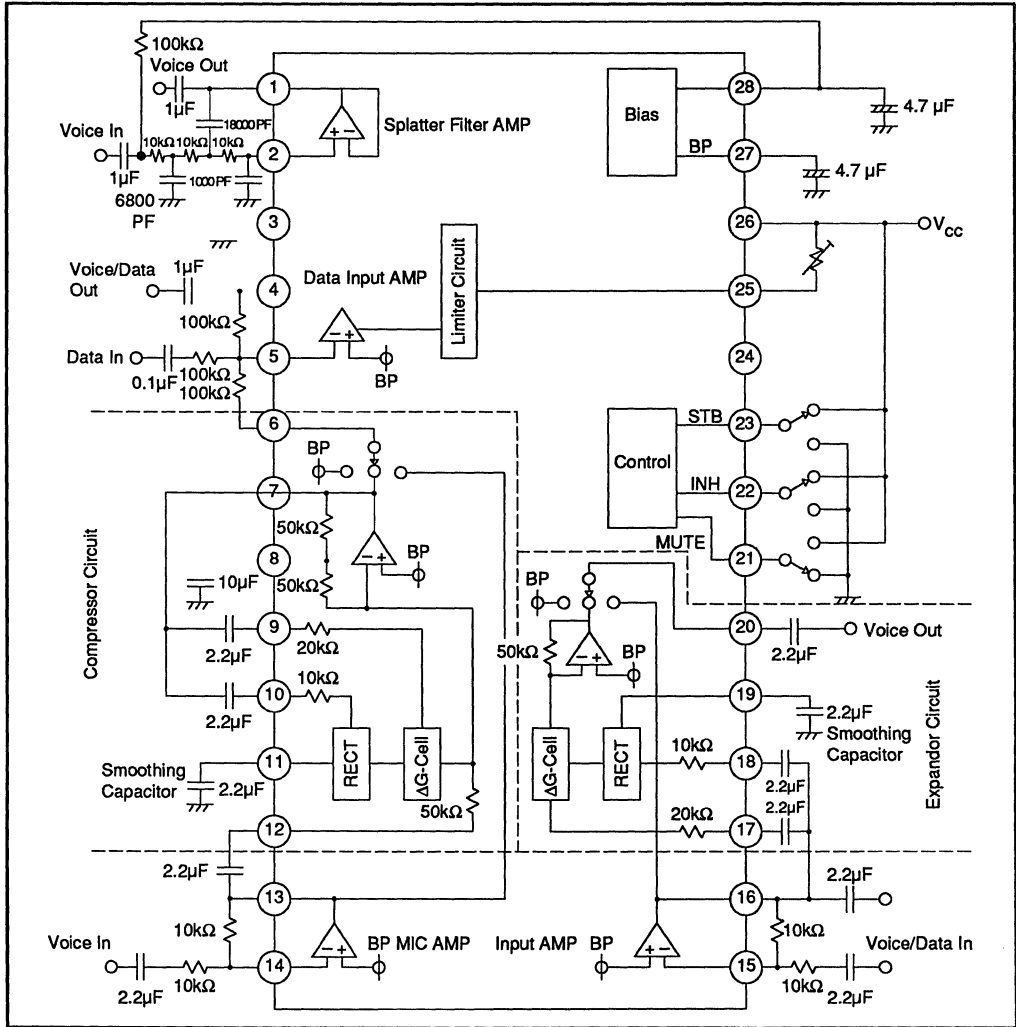 100kΩ
Voice Out
1µF
1
18000 PF
Splatter Filter AMP
Voice In
10kΩ 10kΩ 10kΩ
2
+ −
1µF
6800
PF
1000 PF
3
Bias
BP
28
27
4.7 µF
4.7 µF
26
VCC
Voice/Data
Out
1µF
4
Data Input AMP
Limiter Circuit
25
100kΩ
Data In
0.1µF
100kΩ
100kΩ
5
− +
BP
24
6
BP
Control
STB
23
INH
22
MUTE
21
Compressor Circuit
7
50kΩ
50kΩ
− +
BP
8
10µF
9
2.2µF
20kΩ
10
2.2µF
10kΩ
11
Smoothing
Capacitor
2.2µF
RECT
ΔG-Cell
50kΩ
12
BP
50kΩ
− +
BP
20
2.2µF
Voice Out
19
2.2µF
Smoothing
Capacitor
Expandor Circuit
ΔG-Cell
RECT
10kΩ
18
2.2µF
2.2µF
20kΩ
17
2.2µF
13
10kΩ
Voice In
2.2µF
10kΩ
14
− +
BP MIC AMP
Input AMP
BP
+ −
16
2.2µF
10kΩ
Voice/Data In
15
10kΩ
2.2µF